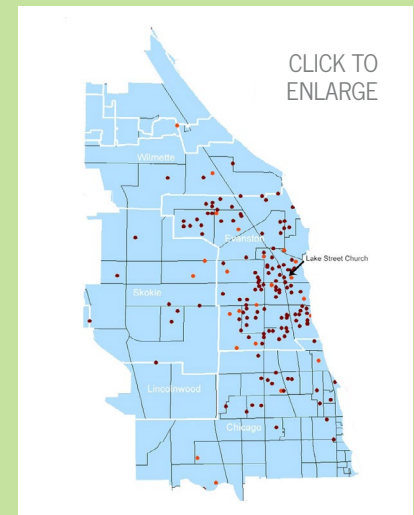 CLICK TO
ENLARGE
Wilmette
Evanston
Lake Street Church
Skokie
Lincolnwood
Chicago